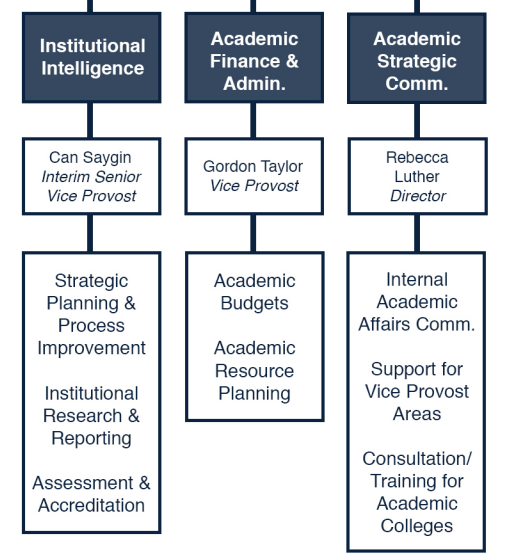 Institutional
Intelligence
Can Saygin
Interim Senior
Vice Provost
Strategic
Planning &
Process
Improvement
Institutional
Research &
Reporting
Assessment &
Accreditation
Academic
Finance &
Admin.
Gordon Taylor
Vice Provost
Academic
Budgets
Academic
Resource
Planning
Academic
Strategic
Comm.
Rebecca
Luther
Director
Internal
Academic
Affairs Comm.
Support for
Vice Provost
Areas
Consultation/
Training for
Academic
Colleges